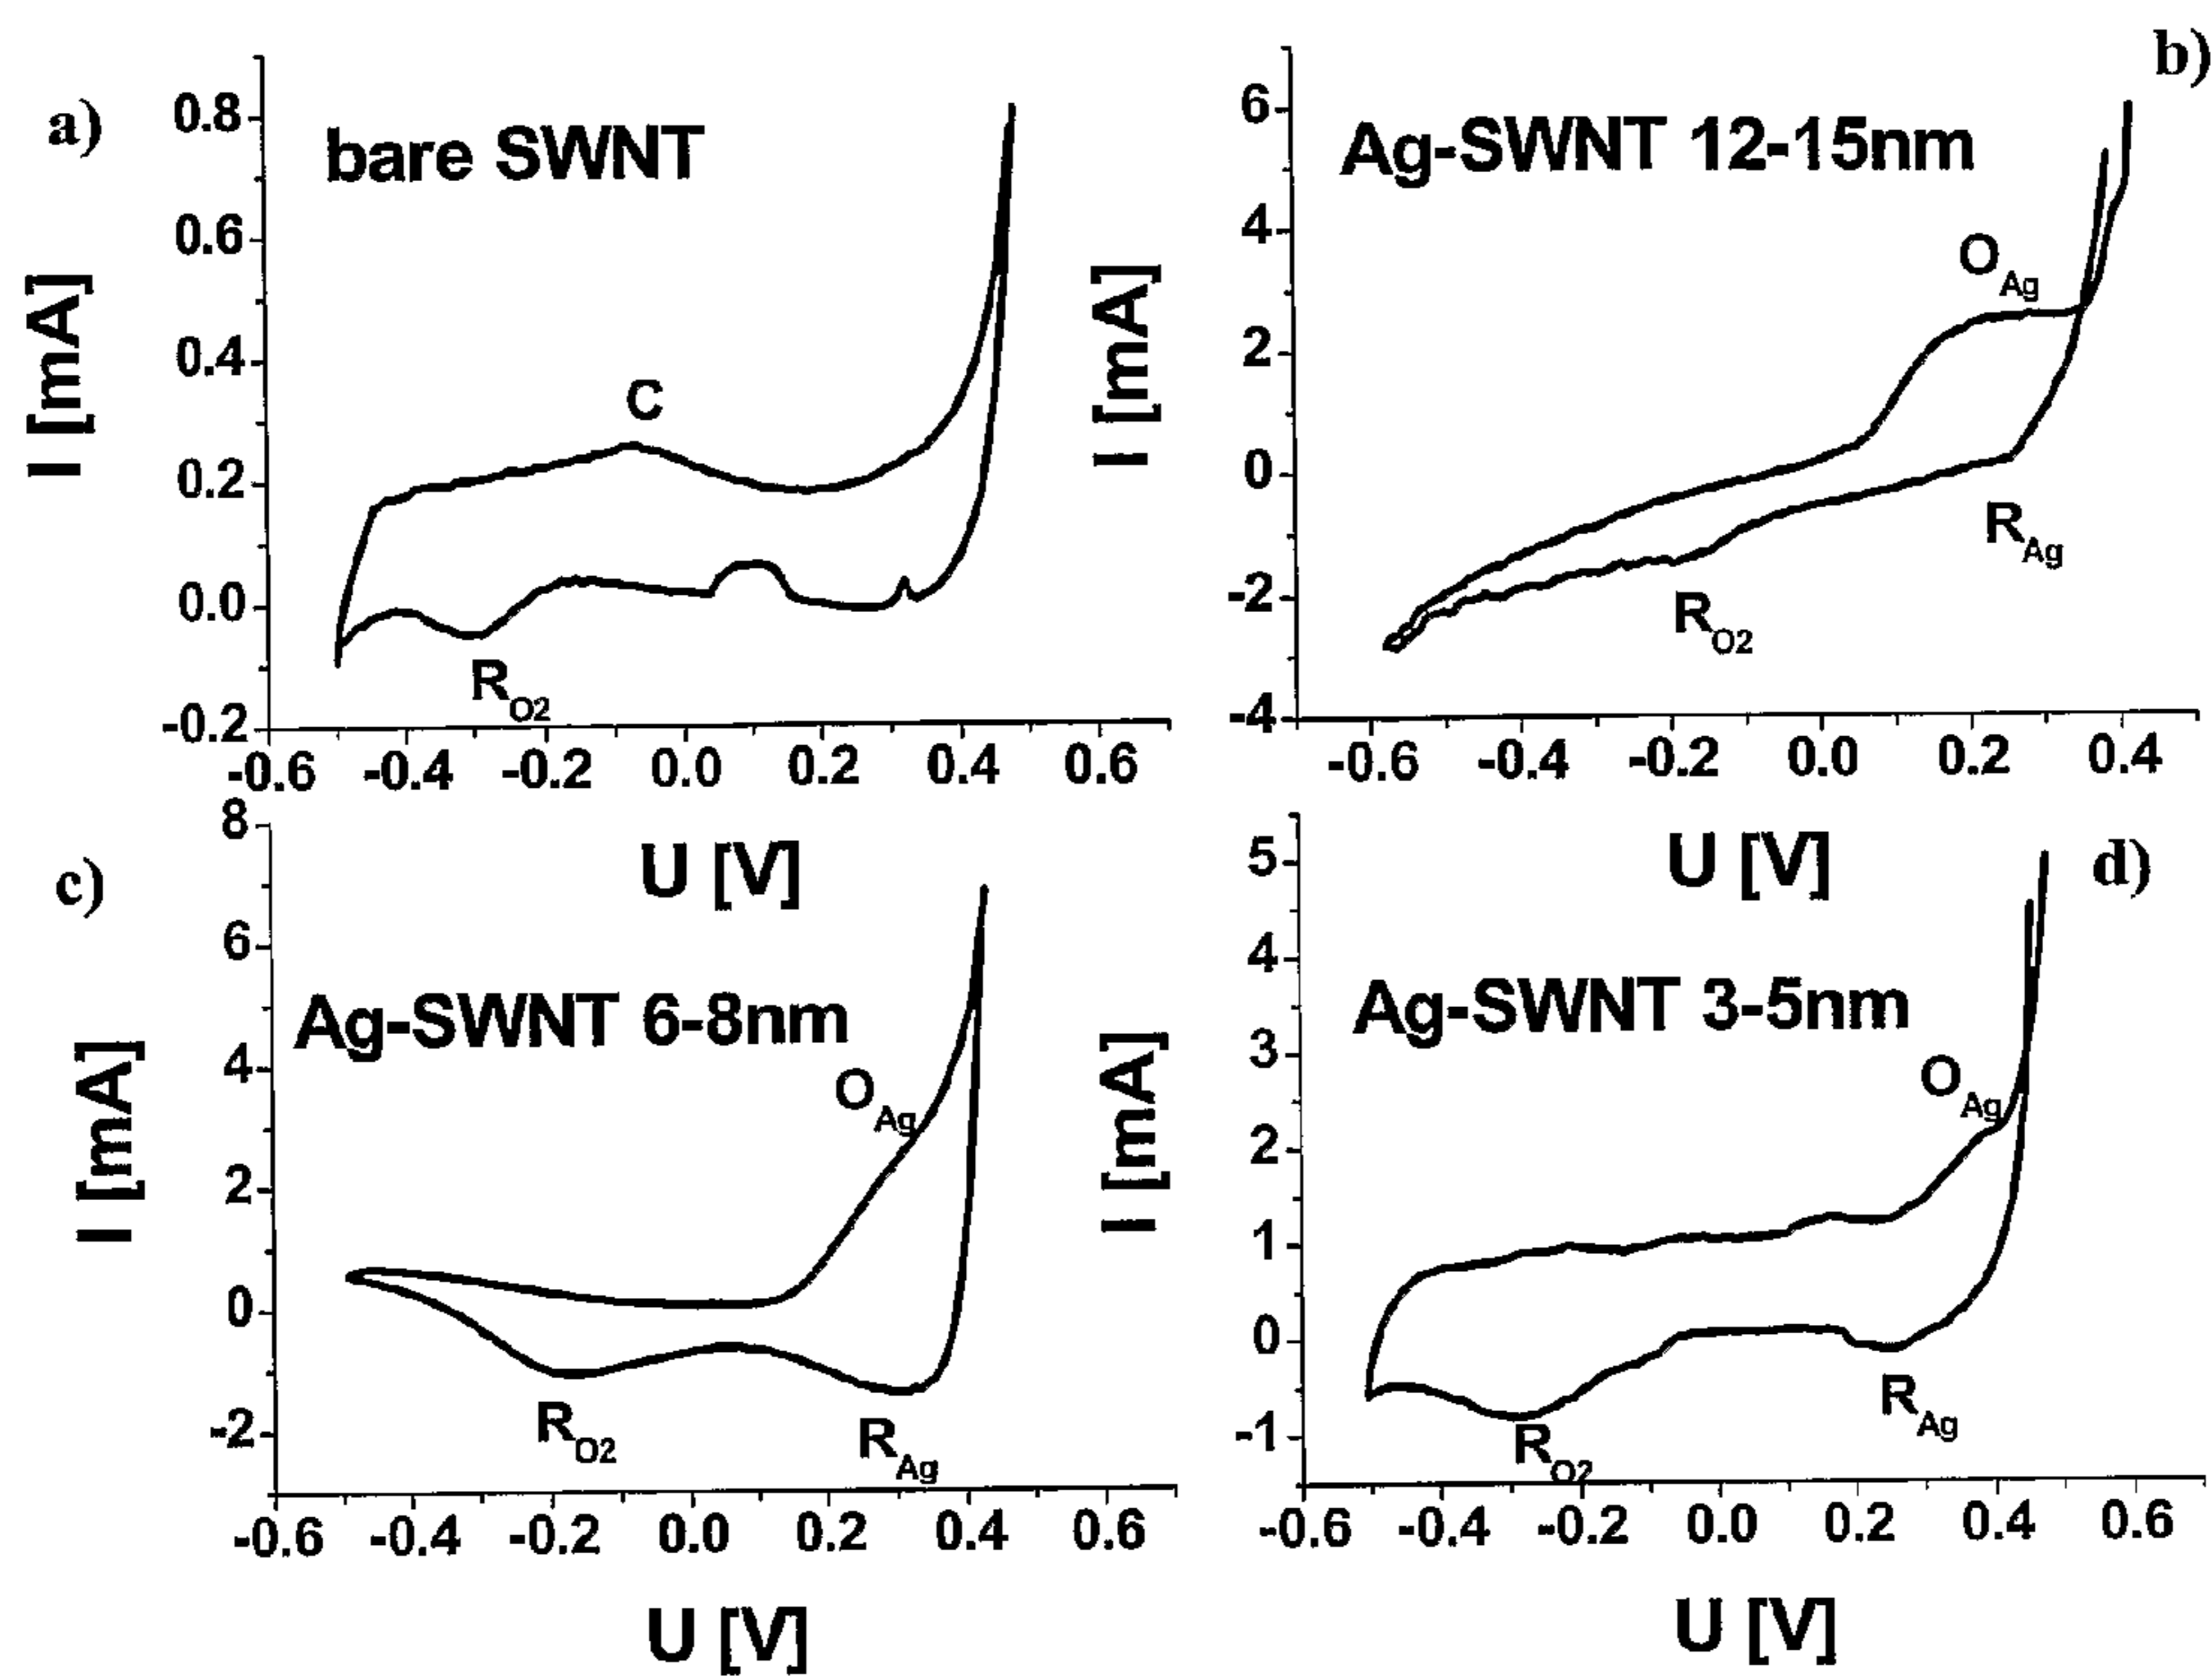 a)
bare SWNT
I [mA]
0.8
0.6
0.4
0.2
0.0
-0.2
C
R_O2
-0.6 -0.4 -0.2 0.0 0.2 0.4 0.6
U [V]
b)
Ag-SWNT 12-15nm
I [mA]
6
4
2
0
-2
-4
O_Ag
R_Ag
R_O2
-0.6 -0.4 -0.2 0.0 0.2 0.4
U [V]
c)
Ag-SWNT 6-8nm
I [mA]
8
6
4
2
0
-2
O_Ag
R_O2
R_Ag
-0.6 -0.4 -0.2 0.0 0.2 0.4 0.6
U [V]
d)
Ag-SWNT 3-5nm
I [mA]
5
4
3
2
1
0
-1
O_Ag
R_Ag
R_O2
-0.6 -0.4 -0.2 0.0 0.2 0.4 0.6
U [V]